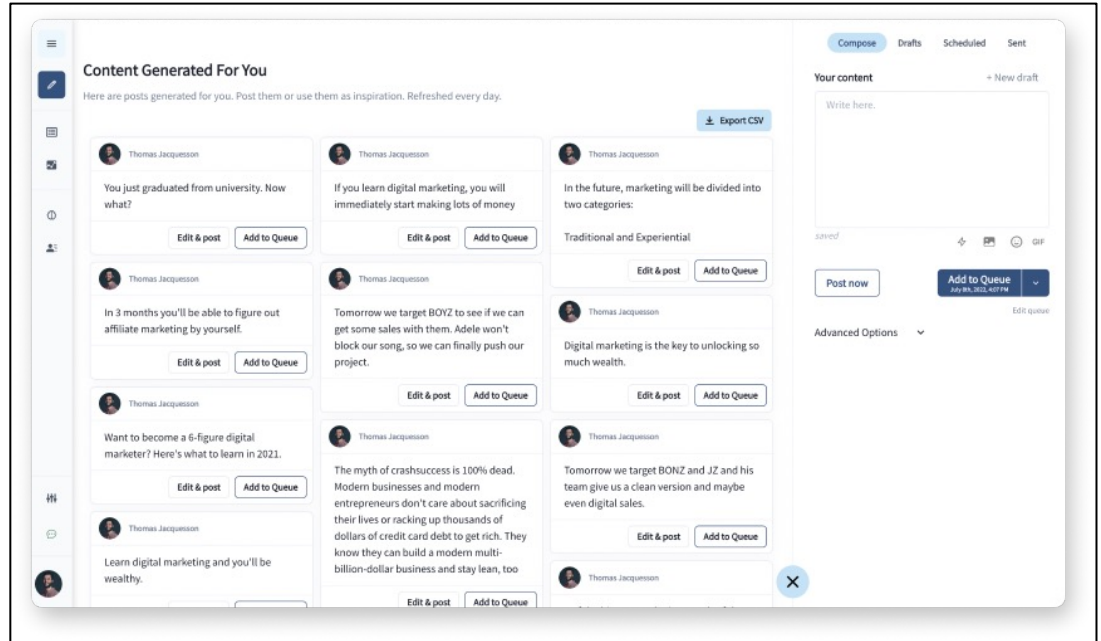 Content Generated For You
Here are posts generated for you. Post them or use them as inspiration. Refreshed every day.
Export CSV
Thomas Jacquesson
You just graduated from university. Now
what?
Edit & post Add to Queue
Thomas Jacquesson
In 3 months you'll be able to figure out
affiliate marketing by yourself.
Edit & post Add to Queue
Thomas Jacquesson
Want to become a 6-figure digital
marketer? Here's what to learn in 2021.
Edit & post Add to Queue
Thomas Jacquesson
Learn digital marketing and you'll be
wealthy.
Thomas Jacquesson
If you learn digital marketing, you will
immediately start making lots of money
Edit & post Add to Queue
Thomas Jacquesson
Tomorrow we target BOYZ to see if we can
get some sales with them. Adele won't
block our song, so we can finally push our
project.
Edit & post Add to Queue
Thomas Jacquesson
The myth of crashsuccess is 100% dead.
Modern businesses and modern
entrepreneurs don't care about sacrificing
their lives or racking up thousands of
dollars of credit card debt to get rich. They
know they can build a modern multi-
billion-dollar business and stay lean, too
Edit & post Add to Queue
Thomas Jacquesson
In the future, marketing will be divided into
two categories:
Traditional and Experiential
Edit & post Add to Queue
Thomas Jacquesson
Digital marketing is the key to unlocking so
much wealth.
Edit & post Add to Queue
Thomas Jacquesson
Tomorrow we target BONZ and JZ and his
team give us a clean version and maybe
even digital sales.
Edit & post Add to Queue
Thomas Jacquesson
Compose Drafts Scheduled Sent
Your content + New draft
Write here.
saved
GIF
Post now
Add to Queue
July 8th, 2022, 4:07 PM
Edit queue
Advanced Options